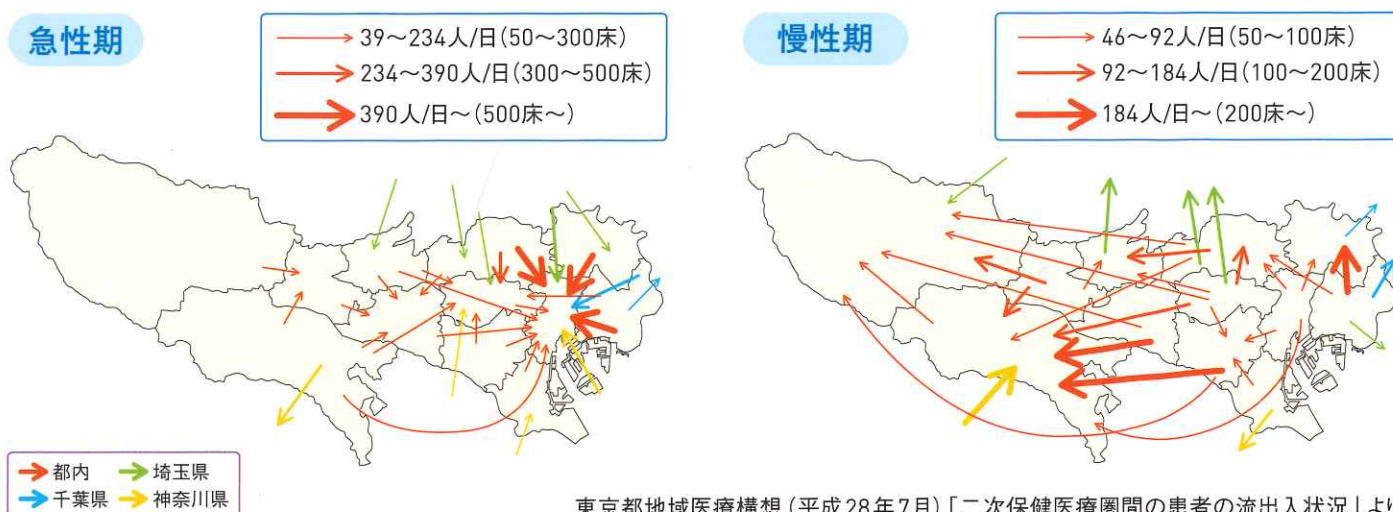 急性期
39~234人/日(50~300床)
234~390人/日(300~500床)
390人/日~(500床~)
慢性期
46~92人/日(50~100床)
92~184人/日(100~200床)
184人/日~(200床~)
都内
埼玉県
千葉県
神奈川県
東京都地域医療構想(平成28年7月)「二次保健医療圏間の患者の流出入状況」より